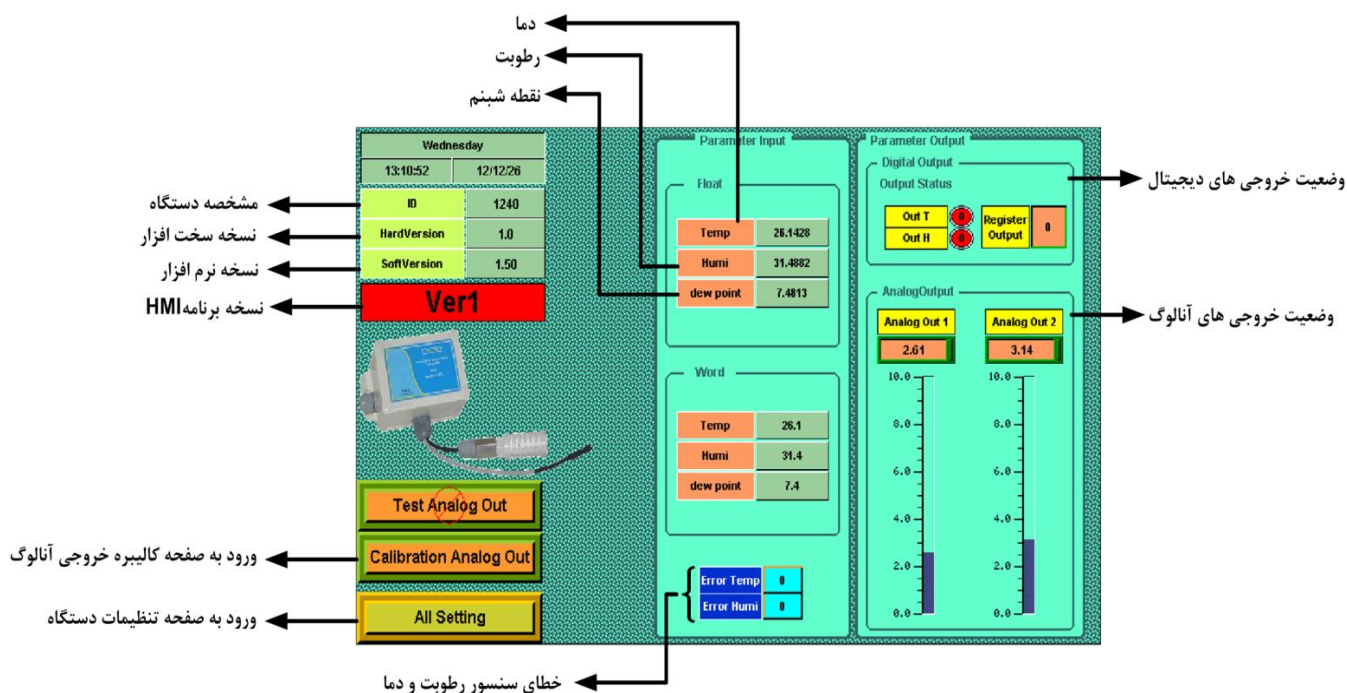 دما
رطوبت
نقطه شبنم
Wednesday
13:10:52 12/12/26
مشخصه دستگاه
ID 1240
نسخه سخت افزار
HardVersion 1.0
نسخه نرم افزار
SoftVersion 1.50
نسخه برنامه HMI
Ver1
Test Analog Out
ورود به صفحه کالیبره خروجی آنالوگ
Calibration Analog Out
ورود به صفحه تنظیمات دستگاه
All Setting
Parameter Input
Float
Temp 26.1428
Humi 31.4882
dew point 7.4813
Word
Temp 26.1
Humi 31.4
dew point 7.4
Error Temp 0
Error Humi 0
خطای سنسور رطوبت و دما
Parameter Output
Digital Output
وضعیت خروجی های دیجیتال
Output Status
Out T 0
Out H 0
Register Output 0
AnalogOutput
وضعیت خروجی های آنالوگ
Analog Out 1 Analog Out 2
2.61 3.14
10.0 10.0
8.0 8.0
6.0 6.0
4.0 4.0
2.0 2.0
0.0 0.0